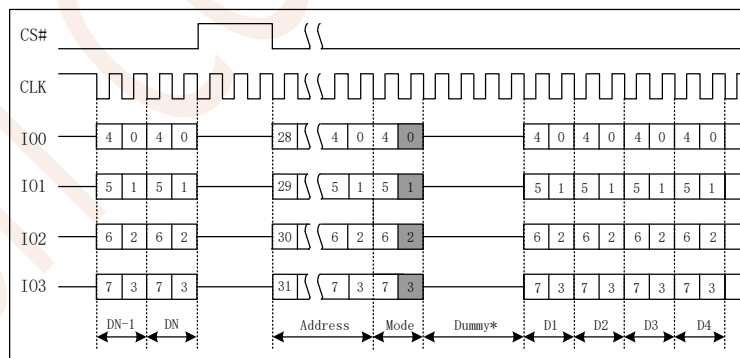 CS#
CLK
IO0 4 0 4 0 28 4 0 4 0 4 0 4 0 4 0 4 0
IO1 5 1 5 1 29 5 1 5 1 5 1 5 1 5 1 5 1
IO2 6 2 6 2 30 6 2 6 2 6 2 6 2 6 2 6 2
IO3 7 3 7 3 31 7 3 7 3 7 3 7 3 7 3 7 3
DN-1 DN Address Mode Dummy* D1 D2 D3 D4